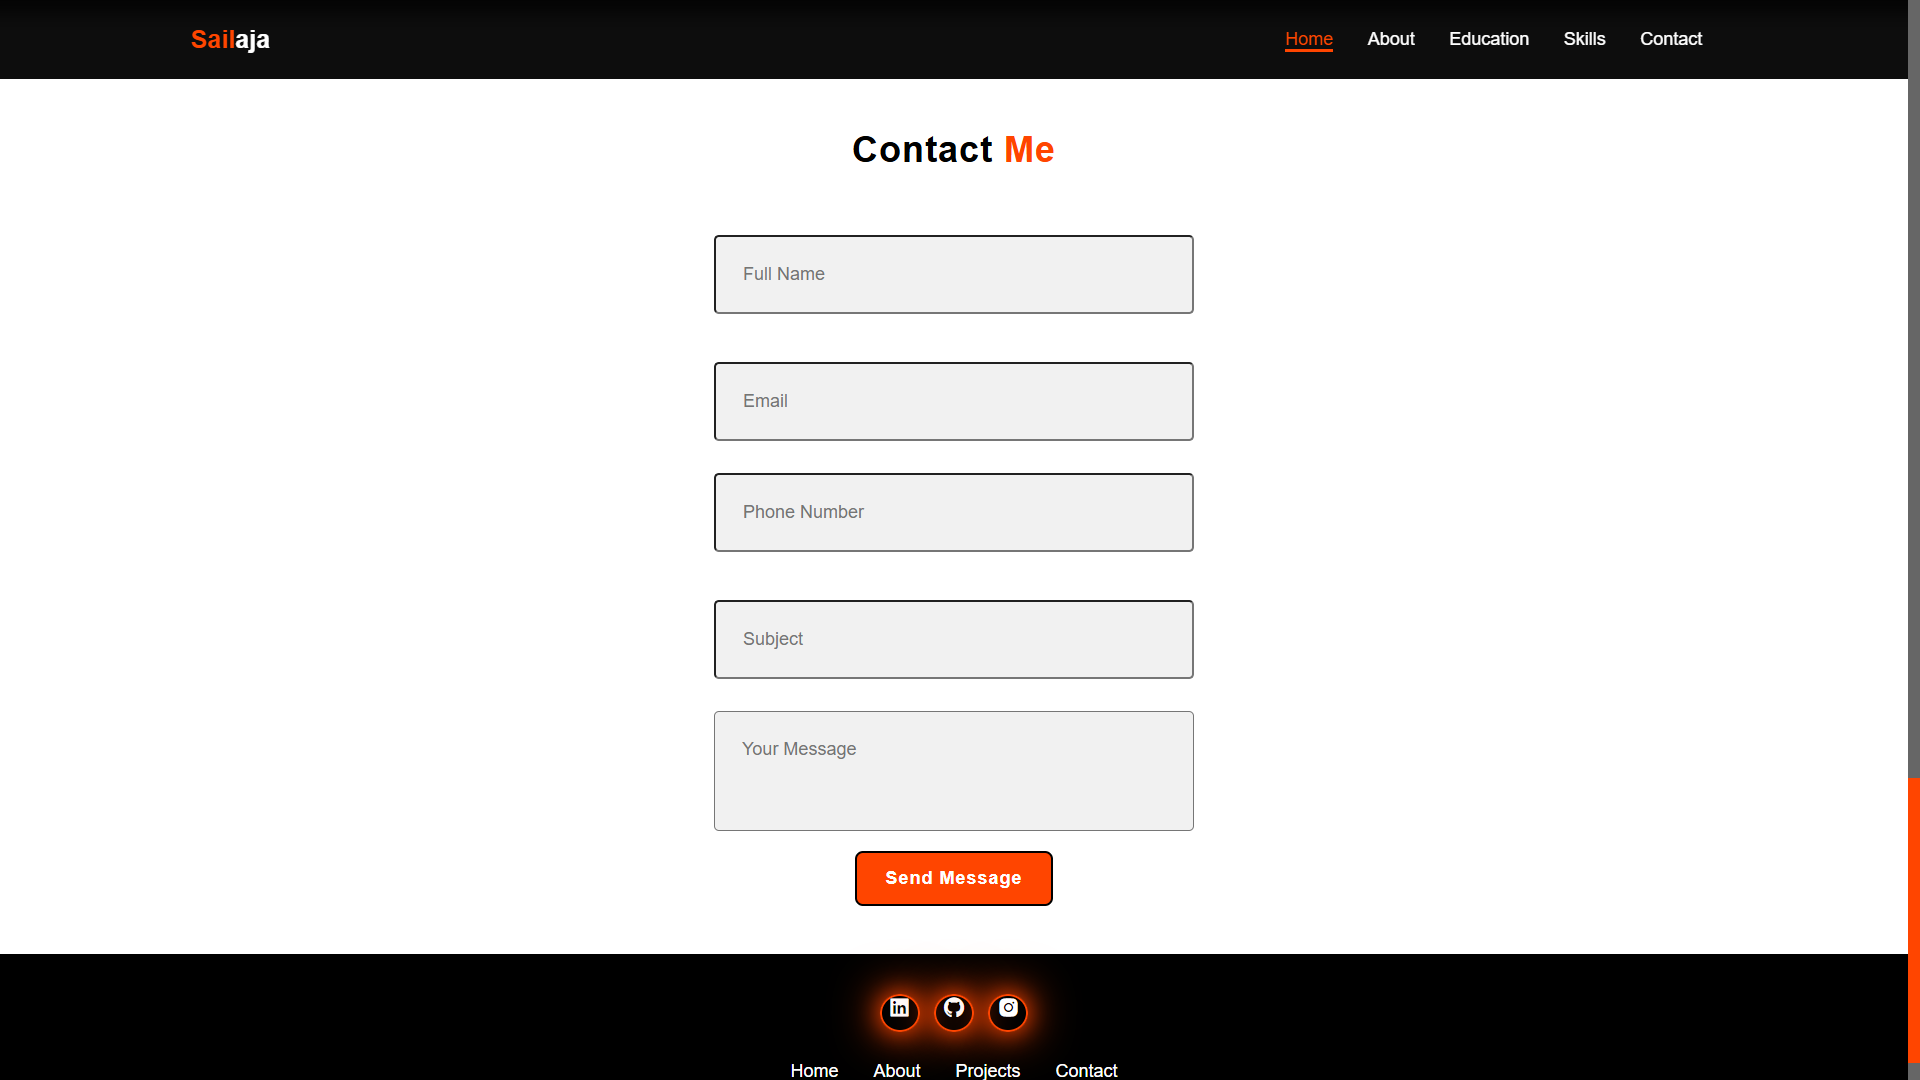 Sailaja
Home About Education Skills Contact
Contact Me
Full Name
Email
Phone Number
Subject
Your Message
Send Message
in
Home About Projects Contact